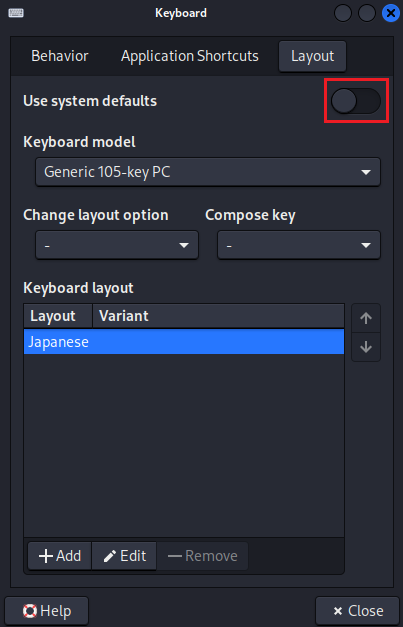 Keyboard
Behavior Application Shortcuts Layout
Use system defaults
Keyboard model
Generic 105-key PC
Change layout option Compose key
- -
Keyboard layout
Layout Variant
Japanese
Add Edit Remove
Help Close